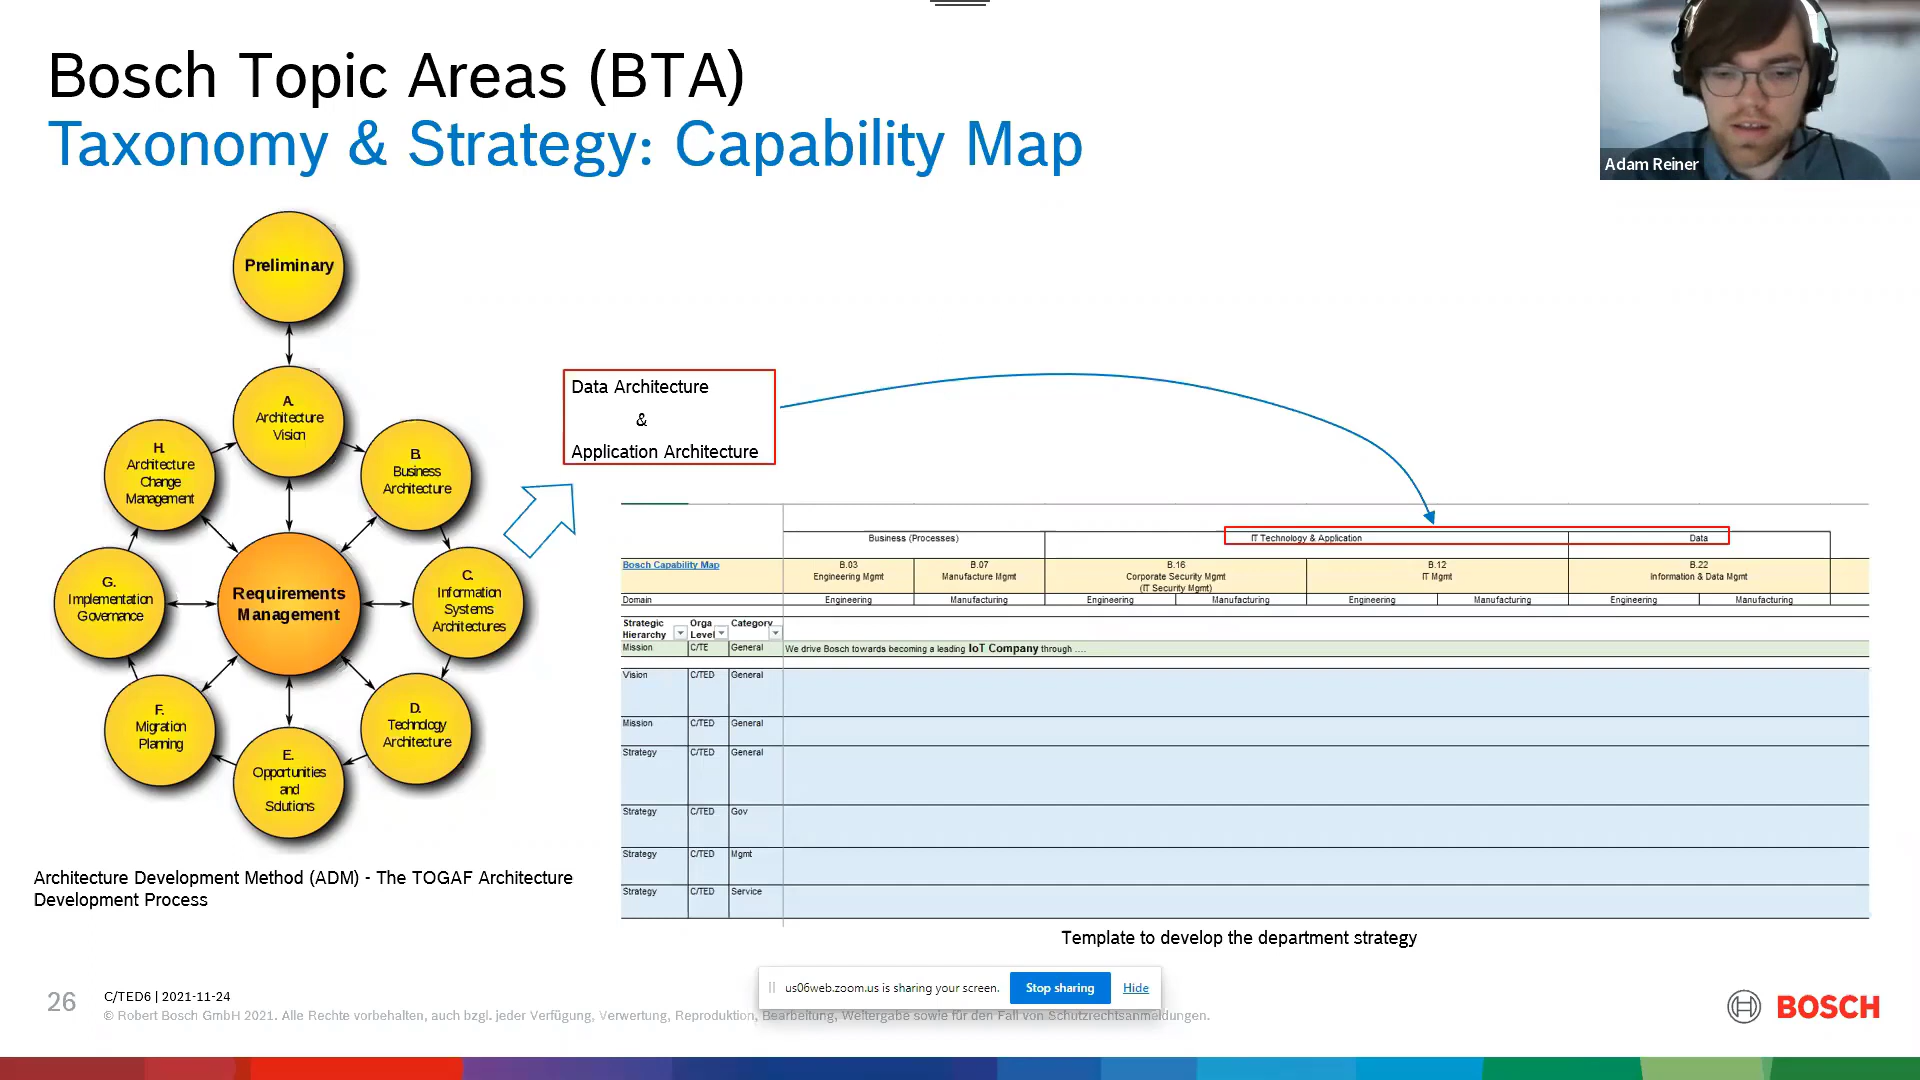 Bosch Topic Areas (BTA)
Taxonomy & Strategy: Capability Map
Adam Reiner
Preliminary
A.
Architecture
Vision
H.
Architecture
Change
Management
B.
Business
Architecture
G.
Implementation
Governance
Requirements
Management
C.
Information
Systems
Architectures
F.
Migration
Planning
D.
Technology
Architecture
E.
Opportunities
and
Solutions
Architecture Development Method (ADM) - The TOGAF Architecture
Development Process
Data Architecture
&
Application Architecture
Business (Processes) IT Technology & Application Data
Bosch Capability Map B.03 B.07 B.16 B.12 B.22
Engineering Mgmt Manufacture Mgmt Corporate Security Mgmt IT Mgmt Information & Data Mgmt
(IT Security Mgmt)
Domain Engineering Manufacturing Engineering Manufacturing Engineering Manufacturing Engineering Manufacturing
Strategic Orga Category
Hierarchy Level
Mission C/TE General We drive Bosch towards becoming a leading IoT Company through ....
Vision C/TED General
Mission C/TED General
Strategy C/TED General
Strategy C/TED Gov
Strategy C/TED Mgmt
Strategy C/TED Service
Template to develop the department strategy
us06web.zoom.us is sharing your screen. Stop sharing Hide
26 C/TED6 | 2021-11-24
© Robert Bosch GmbH 2021. Alle Rechte vorbehalten, auch bzgl. jeder Verfügung, Verwertung, Reproduktion, Bearbeitung, Weitergabe sowie für den Fall von Schutzrechtsanmeldungen.
BOSCH